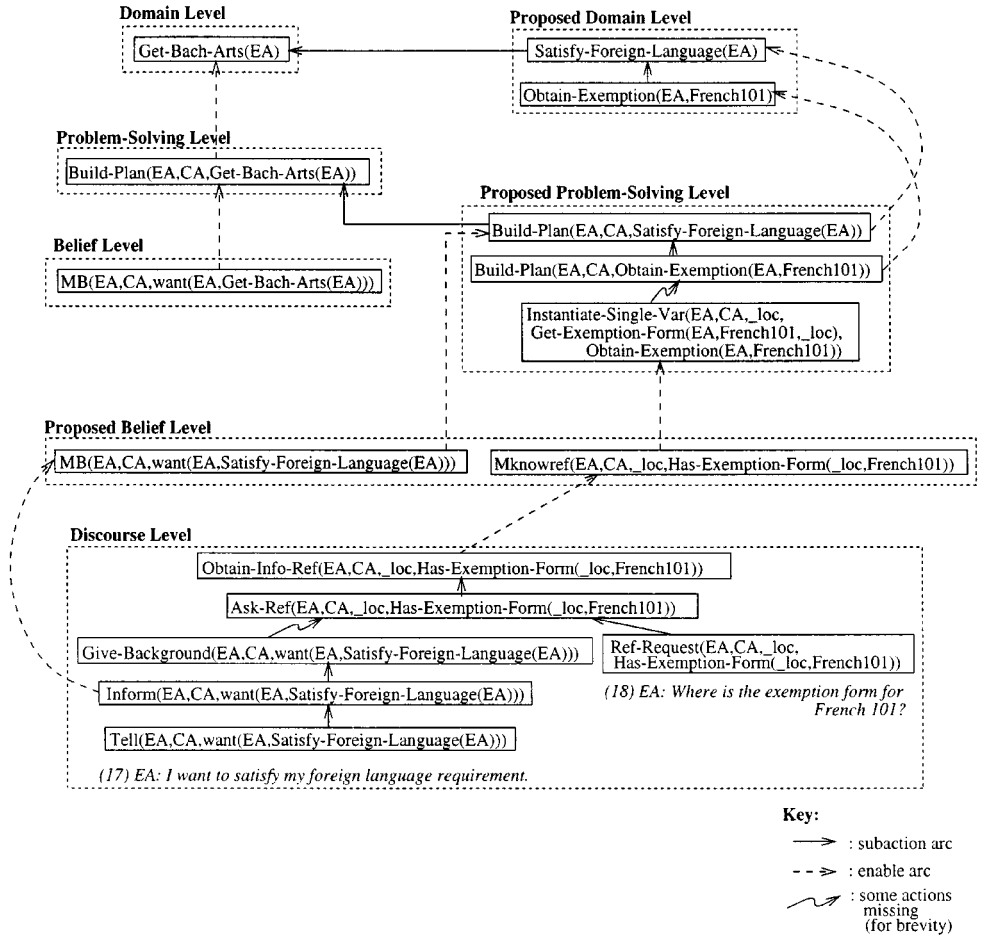 Domain Level
Proposed Domain Level
Get-Bach-Arts(EA)
Satisfy-Foreign-Language(EA)
Obtain-Exemption(EA,French101)
Problem-Solving Level
Build-Plan(EA,CA,Get-Bach-Arts(EA))
Proposed Problem-Solving Level
Build-Plan(EA,CA,Satisfy-Foreign-Language(EA))
Belief Level
MB(EA,CA,want(EA,Get-Bach-Arts(EA)))
Build-Plan(EA,CA,Obtain-Exemption(EA,French101))
Instantiate-Single-Var(EA,CA,_loc,
Get-Exemption-Form(EA,French101,_loc),
Obtain-Exemption(EA,French101))
Proposed Belief Level
MB(EA,CA,want(EA,Satisfy-Foreign-Language(EA)))
Mknowref(EA,CA,_loc,Has-Exemption-Form(_loc,French101))
Discourse Level
Obtain-Info-Ref(EA,CA,_loc,Has-Exemption-Form(_loc,French101))
Ask-Ref(EA,CA,_loc,Has-Exemption-Form(_loc,French101))
Give-Background(EA,CA,want(EA,Satisfy-Foreign-Language(EA)))
Ref-Request(EA,CA,_loc,
Has-Exemption-Form(_loc,French101))
Inform(EA,CA,want(EA,Satisfy-Foreign-Language(EA)))
(18) EA: Where is the exemption form for
French 101?
Tell(EA,CA,want(EA,Satisfy-Foreign-Language(EA)))
(17) EA: I want to satisfy my foreign language requirement.
Key:
: subaction arc
: enable arc
: some actions
missing
(for brevity)